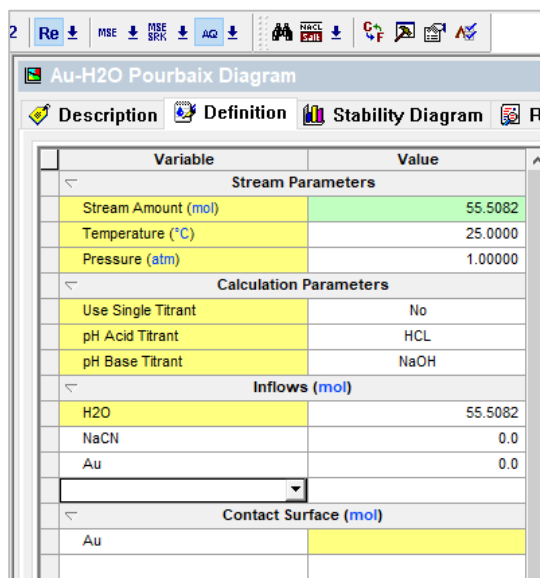 2 Re MSE MSE SRK AQ NACL Salt C F
Au-H2O Pourbaix Diagram
Description Definition Stability Diagram R
Variable Value
Stream Parameters
Stream Amount (mol) 55.5082
Temperature (°C) 25.0000
Pressure (atm) 1.00000
Calculation Parameters
Use Single Titrant No
pH Acid Titrant HCL
pH Base Titrant NaOH
Inflows (mol)
H2O 55.5082
NaCN 0.0
Au 0.0
Contact Surface (mol)
Au